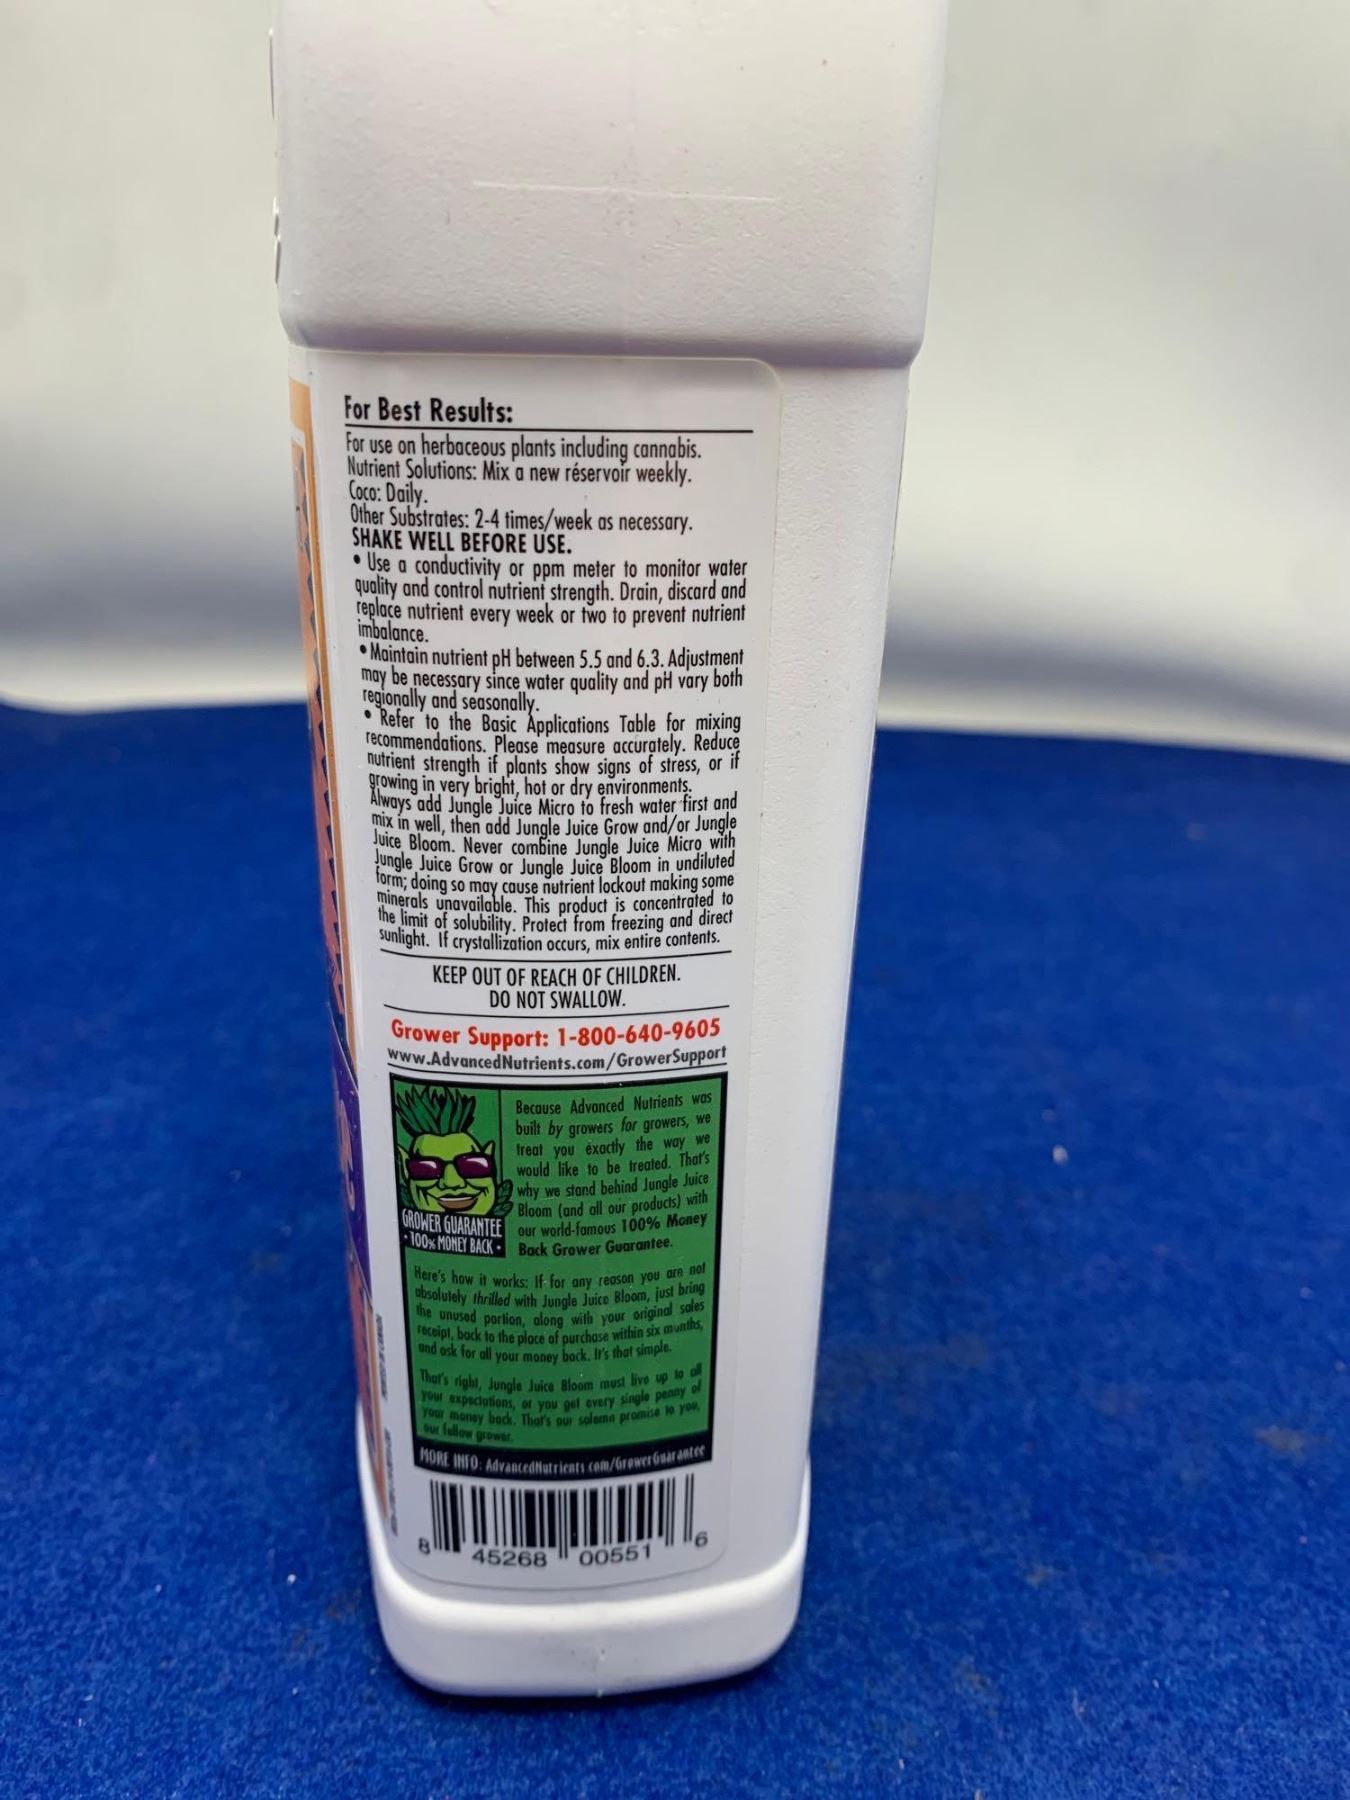 For Best Results:
For use on herbaceous plants including cannabis.
Nutrient Solutions: Mix a new réservoir weekly.
Coco: Daily.
Other Substrates: 2-4 times/week as necessary.
SHAKE WELL BEFORE USE.
• Use a conductivity or ppm meter to monitor water
quality and control nutrient strength. Drain, discard and
replace nutrient every week or two to prevent nutrient
imbalance.
• Maintain nutrient pH between 5.5 and 6.3. Adjustment
may be necessary since water quality and pH vary both
regionally and seasonally.
• Refer to the Basic Applications Table for mixing
recommendations. Please measure accurately. Reduce
nutrient strength if plants show signs of stress, or if
growing in very bright, hot or dry environments.
Always add Jungle Juice Micro to fresh water first and
mix in well, then add Jungle Juice Grow and/or Jungle
Juice Bloom. Never combine Jungle Juice Micro with
Jungle Juice Grow or Jungle Juice Bloom in undiluted
form; doing so may cause nutrient lockout making some
minerals unavailable. This product is concentrated to
the limit of solubility. Protect from freezing and direct
sunlight. If crystallization occurs, mix entire contents.
KEEP OUT OF REACH OF CHILDREN.
DO NOT SWALLOW.
Grower Support: 1-800-640-9605
www.AdvancedNutrients.com/GrowerSupport
Because Advanced Nutrients was
built by growers for growers, we
treat you exactly the way we
would like to be treated. That's
why we stand behind Jungle Juice
Bloom (and all our products) with
our world-famous 100% Money
Back Grower Guarantee.
GROWER GUARANTEE
• 100% MONEY BACK •
Here's how it works: If for any reason you are not
absolutely thrilled with Jungle Juice Bloom, just bring
the unused portion, along with your original sales
receipt, back to the place of purchase within six months,
and ask for all your money back. It's that simple.
That's right, Jungle Juice Bloom must live up to all
your expectations, or you get every single penny of
your money back. That's our solemn promise to you,
our fellow grower.
MORE INFO: AdvancedNutrients.com/GrowerGuarantee
8 45268 00551 6